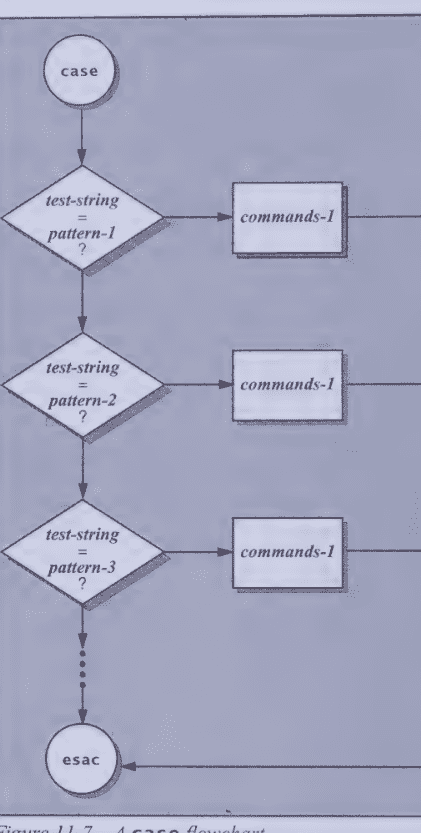 case
test-string
=
pattern-1
?
commands-1
test-string
=
pattern-2
?
commands-1
test-string
=
pattern-3
?
commands-1
esac
Figure 11.7 A case flowchart